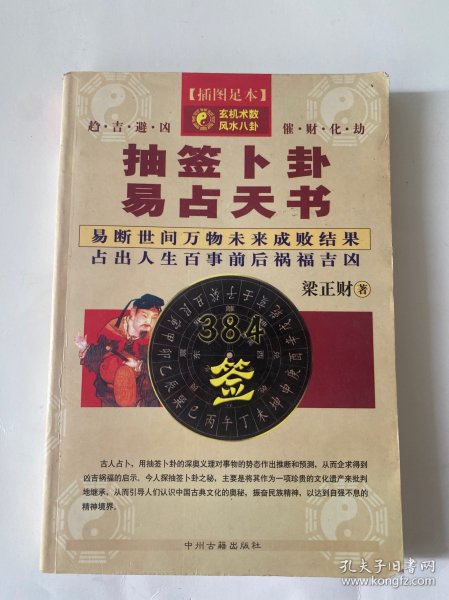 【插图足本】
玄机术数
风水八卦
趋·吉·避·凶
催·财·化·劫
抽签卜卦
易占天书
易断世间万物未来成败结果
占出人生百事前后祸福吉凶
梁正财 著
384
签
古人占卜，用抽签卜卦的深奥义理对事物的势态作出推断和预测，从而企求得到
凶吉祸福的启示。今人探抽签卜卦之秘，主要是将其作为一项珍贵的文化遗产来批判
地继承，从而引导人们认识中国古典文化的奥秘，振奋民族精神，以达到自强不息的
精神境界。
中州古籍出版社
孔夫子旧书网
www.kongfz.com